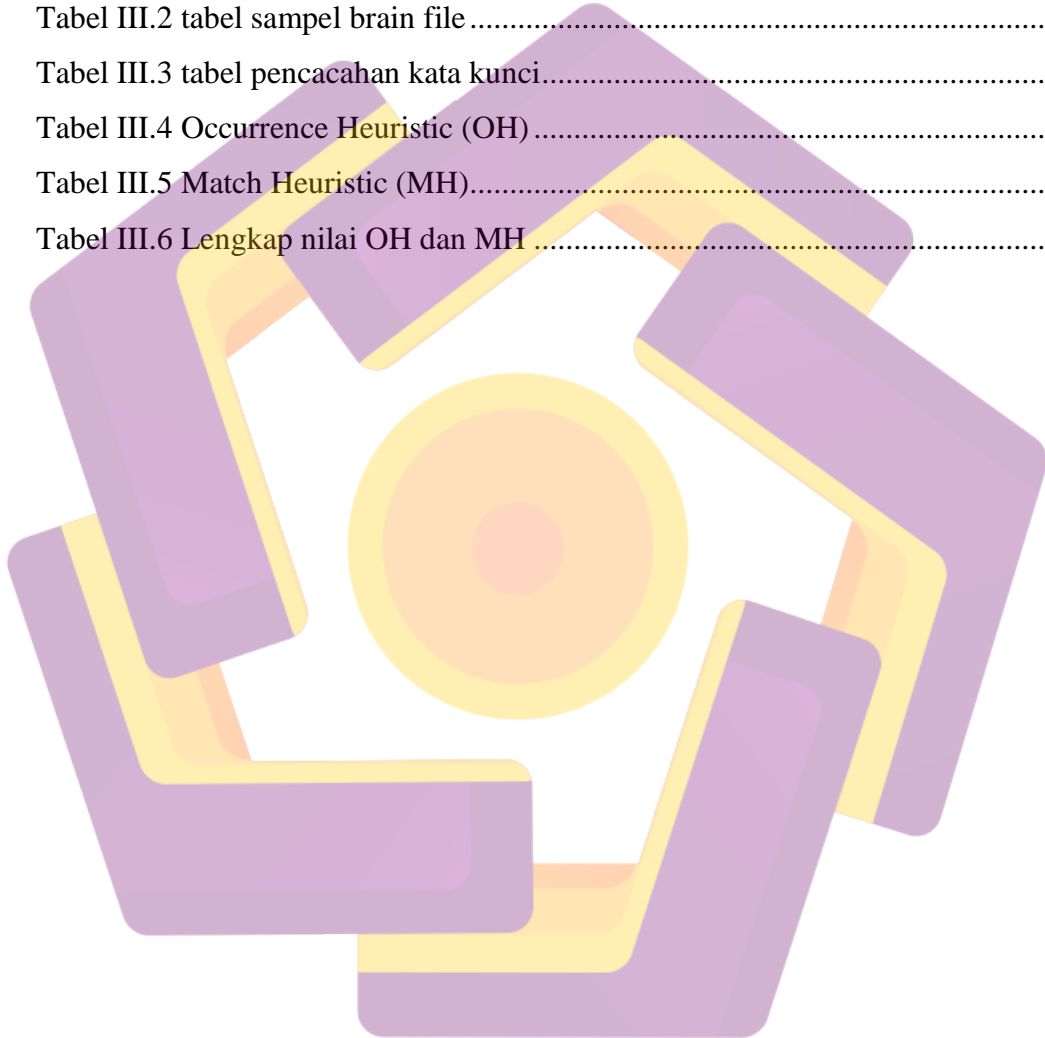 Tabel III.2 tabel sampel brain file................................................................
Tabel III.3 tabel pencacahan kata kunci.......................................................
Tabel III.4 Occurrence Heuristic (OH)........................................................
Tabel III.5 Match Heuristic (MH)................................................................
Tabel III.6 Lengkap nilai OH dan MH........................................................